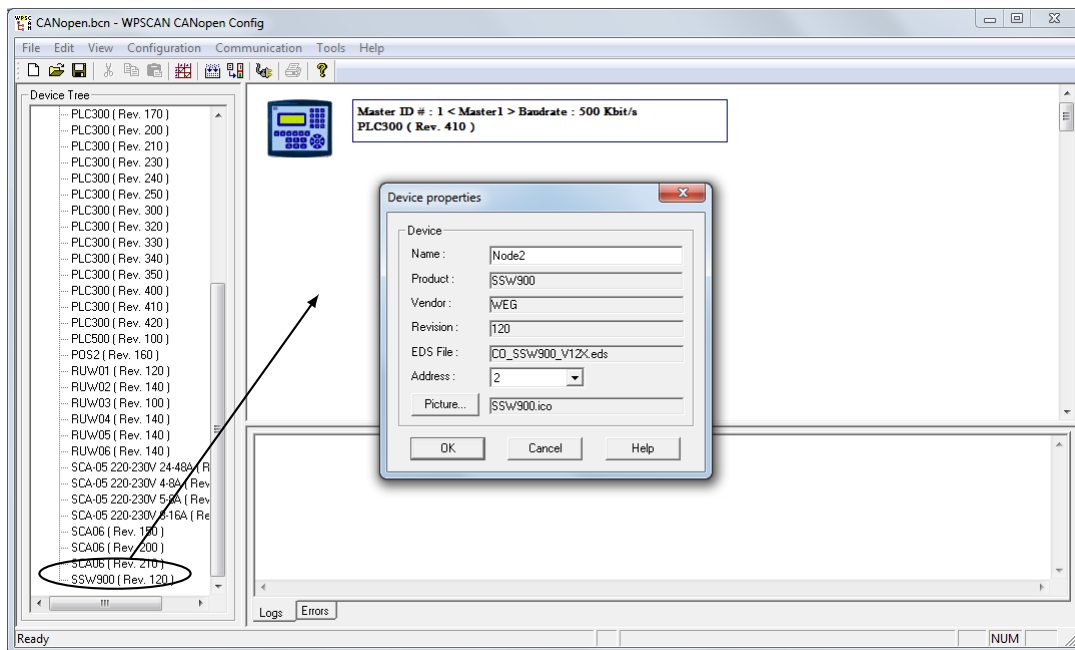 CANopen.bcn - WPSCAN CANopen Config
File Edit View Configuration Communication Tools Help
Device Tree
PLC300 ( Rev. 170 )
PLC300 ( Rev. 200 )
PLC300 ( Rev. 210 )
PLC300 ( Rev. 230 )
PLC300 ( Rev. 240 )
PLC300 ( Rev. 250 )
PLC300 ( Rev. 300 )
PLC300 ( Rev. 320 )
PLC300 ( Rev. 330 )
PLC300 ( Rev. 340 )
PLC300 ( Rev. 350 )
PLC300 ( Rev. 400 )
PLC300 ( Rev. 410 )
PLC300 ( Rev. 420 )
PLC500 ( Rev. 100 )
POS2 ( Rev. 160 )
RUW01 ( Rev. 120 )
RUW02 ( Rev. 140 )
RUW03 ( Rev. 100 )
RUW04 ( Rev. 140 )
RUW05 ( Rev. 140 )
RUW06 ( Rev. 140 )
SCA-05 220-230V 24-48A ( R
SCA-05 220-230V 4-8A ( Rev
SCA-05 220-230V 5-8A ( Rev
SCA-05 220-230V 8-16A ( Re
SCA06 ( Rev. 150 )
SCA06 ( Rev. 200 )
SCA06 ( Rev. 210 )
SSW900 ( Rev. 120 )
Master ID # : 1 < Master1 > Baudrate : 500 Kbit/s
PLC300 ( Rev. 410 )
Device properties
Device
Name : Node2
Product : SSW900
Vendor : WEG
Revision : 120
EDS File : CO_SSW900_V12X.eds
Address : 2
Picture... SSW900.ico
OK Cancel Help
Logs Errors
Ready NUM